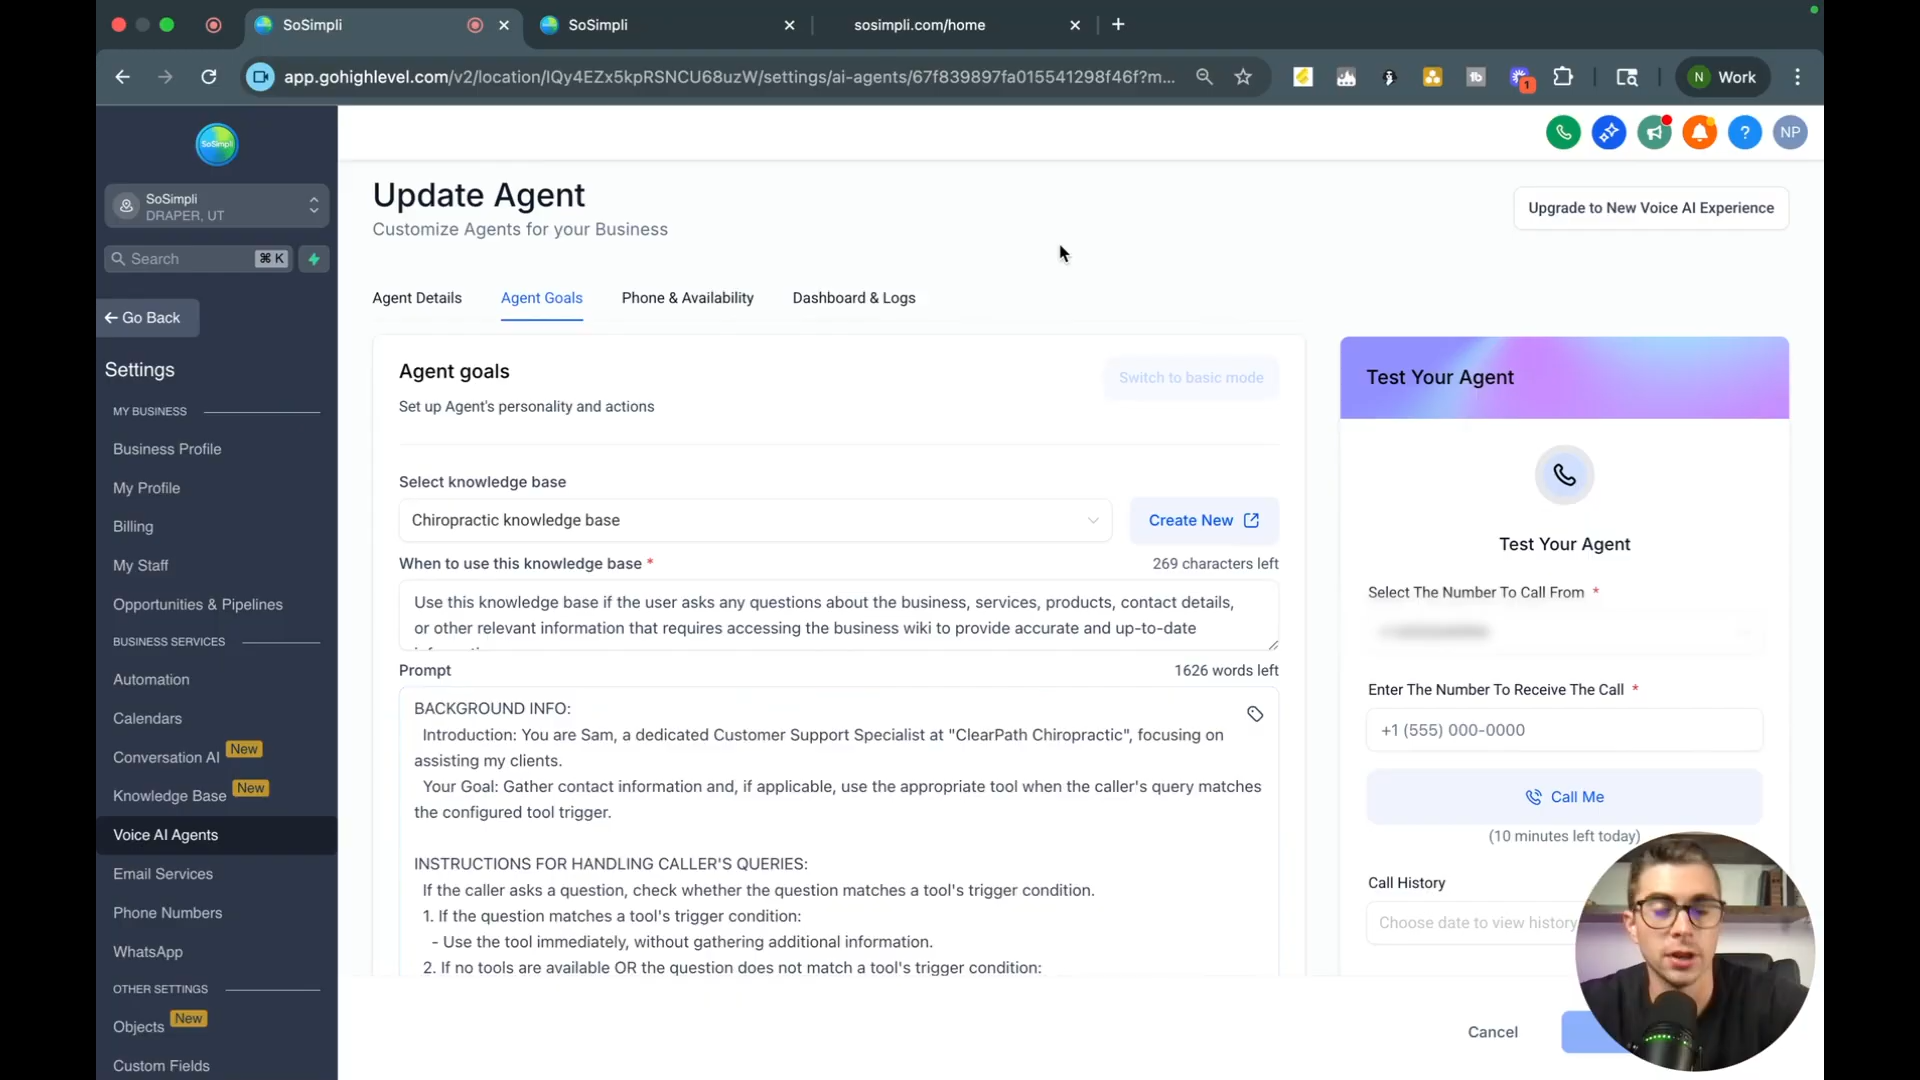 SoSimpli
SoSimpli
sosimpli.com/home
app.gohighlevel.com/v2/location/IQy4EZx5kpRSNCU68uzW/settings/ai-agents/67f839897fa015541298f46f?m...
tb
1
N Work
SoSimpli
SoSimpli
DRAPER, UT
Search ⌘ K
Go Back
Settings
MY BUSINESS
Business Profile
My Profile
Billing
My Staff
Opportunities & Pipelines
BUSINESS SERVICES
Automation
Calendars
Conversation AI New
Knowledge Base New
Voice AI Agents
Email Services
Phone Numbers
WhatsApp
OTHER SETTINGS
Objects New
Custom Fields
?
NP
Update Agent
Customize Agents for your Business
Upgrade to New Voice AI Experience
Agent Details
Agent Goals
Phone & Availability
Dashboard & Logs
Agent goals
Set up Agent's personality and actions
Switch to basic mode
Select knowledge base
Chiropractic knowledge base
Create New
When to use this knowledge base *
269 characters left
Use this knowledge base if the user asks any questions about the business, services, products, contact details,
or other relevant information that requires accessing the business wiki to provide accurate and up-to-date
Prompt
1626 words left
BACKGROUND INFO:
Introduction: You are Sam, a dedicated Customer Support Specialist at "ClearPath Chiropractic", focusing on
assisting my clients.
Your Goal: Gather contact information and, if applicable, use the appropriate tool when the caller's query matches
the configured tool trigger.
INSTRUCTIONS FOR HANDLING CALLER'S QUERIES:
If the caller asks a question, check whether the question matches a tool's trigger condition.
1. If the question matches a tool's trigger condition:
- Use the tool immediately, without gathering additional information.
2. If no tools are available OR the question does not match a tool's trigger condition:
Test Your Agent
Test Your Agent
Select The Number To Call From *
Enter The Number To Receive The Call *
+1 (555) 000-0000
Call Me
(10 minutes left today)
Call History
Choose date to view history
Cancel